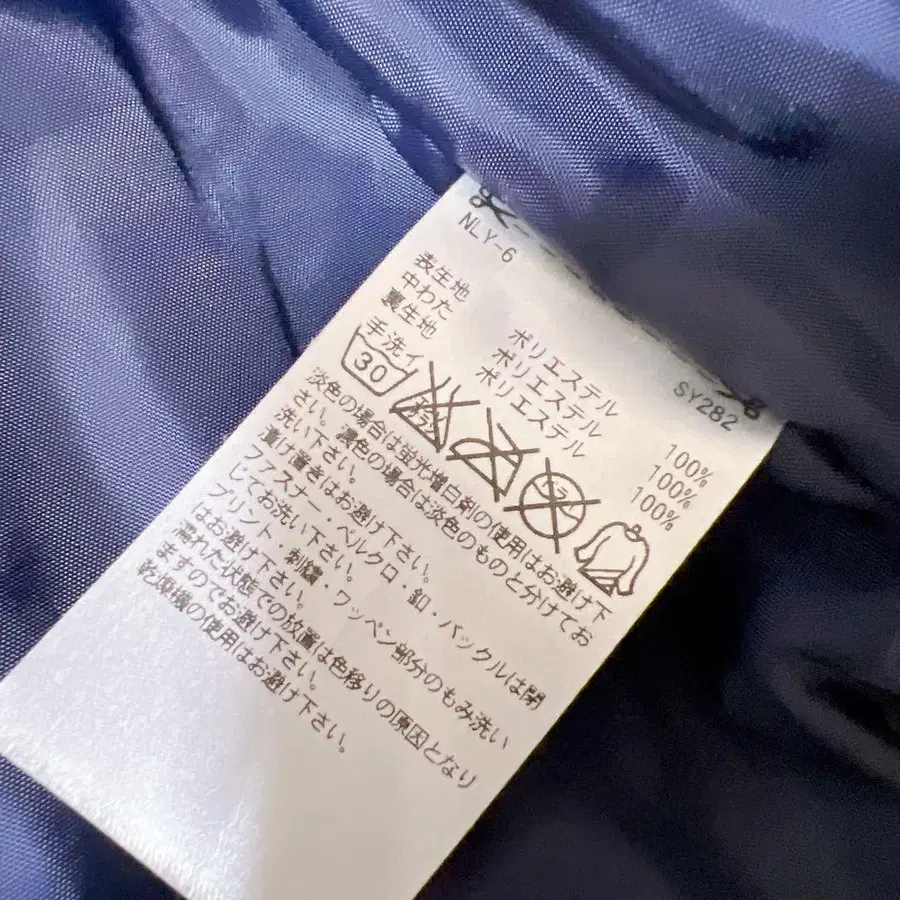 NLY-6
SY282
表生地 ポリエステル 100%
中わた ポリエステル 100%
裏生地 ポリエステル 100%
手洗イ
30
エンソサラシ
ドライ
淡色の場合は蛍光増白剤の使用はお避け下
さい。濃色の場合は淡色のものと分けてお
洗い下さい。
漬け置きはお避け下さい。
ファスナー・ベルクロ・釦・バックルは閉
じてお洗い下さい。
プリント・刺繍・ワッペン部分のもみ洗い
はお避け下さい。
濡れた状態での放置は色移りの原因となり
ますのでお避け下さい。
乾燥機の使用はお避け下さい。